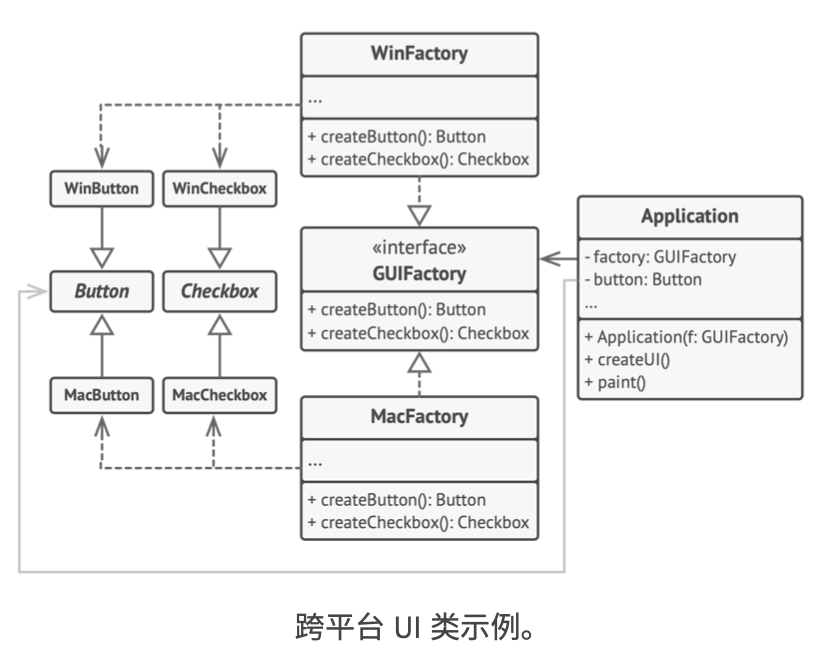 WinFactory
...
+ createButton(): Button
+ createCheckbox(): Checkbox
WinButton
WinCheckbox
Button
Checkbox
MacButton
MacCheckbox
«interface»
GUIFactory
+ createButton(): Button
+ createCheckbox(): Checkbox
MacFactory
...
+ createButton(): Button
+ createCheckbox(): Checkbox
Application
- factory: GUIFactory
- button: Button
...
+ Application(f: GUIFactory)
+ createUI()
+ paint()
跨平台 UI 类示例。